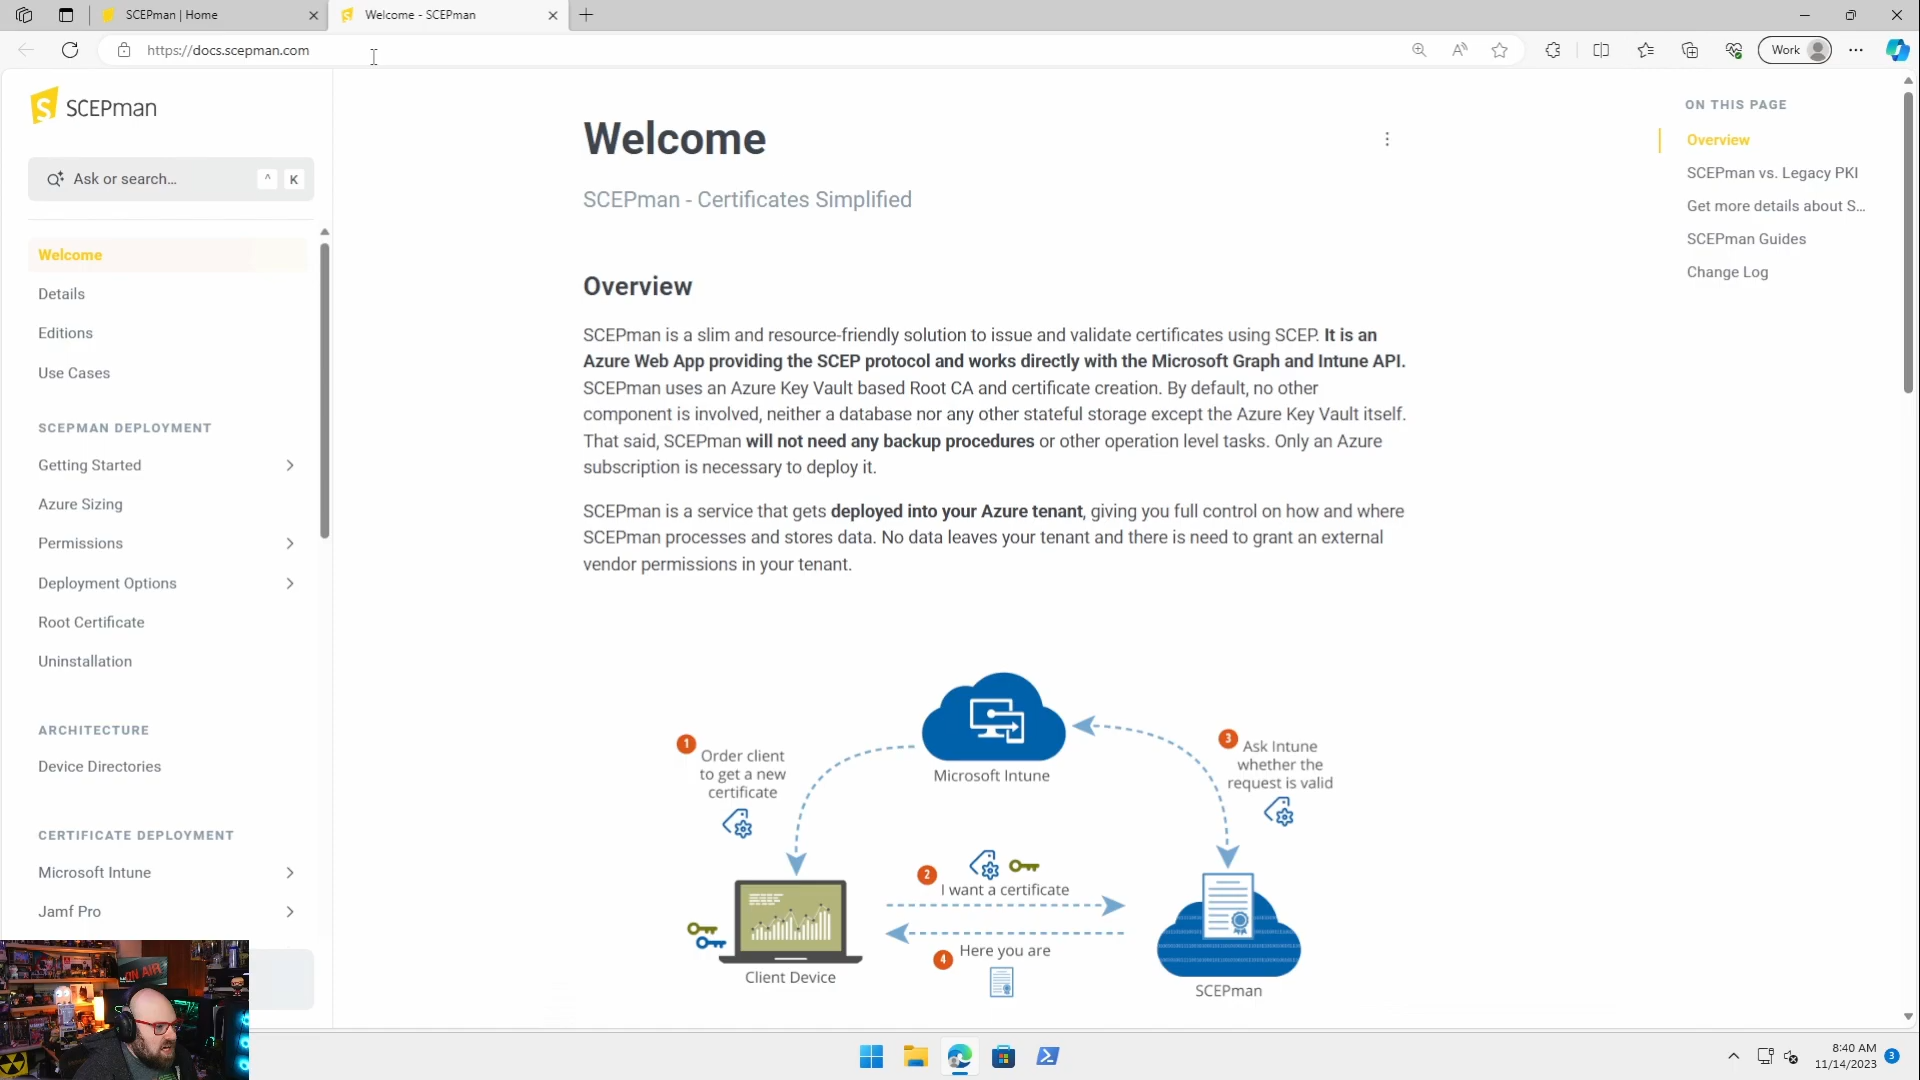 SCEPman | Home
Welcome - SCEPman
https://docs.scepman.com
Work
SCEPman
Ask or search...
^ K
Welcome
Details
Editions
Use Cases
SCEPMAN DEPLOYMENT
Getting Started
Azure Sizing
Permissions
Deployment Options
Root Certificate
Uninstallation
ARCHITECTURE
Device Directories
CERTIFICATE DEPLOYMENT
Microsoft Intune
Jamf Pro
Welcome
SCEPman - Certificates Simplified
Overview
SCEPman is a slim and resource-friendly solution to issue and validate certificates using SCEP. It is an
Azure Web App providing the SCEP protocol and works directly with the Microsoft Graph and Intune API.
SCEPman uses an Azure Key Vault based Root CA and certificate creation. By default, no other
component is involved, neither a database nor any other stateful storage except the Azure Key Vault itself.
That said, SCEPman will not need any backup procedures or other operation level tasks. Only an Azure
subscription is necessary to deploy it.
SCEPman is a service that gets deployed into your Azure tenant, giving you full control on how and where
SCEPman processes and stores data. No data leaves your tenant and there is need to grant an external
vendor permissions in your tenant.
1
Order client
to get a new
certificate
Microsoft Intune
3
Ask Intune
whether the
request is valid
2
I want a certificate
4
Here you are
Client Device
SCEPman
ON THIS PAGE
Overview
SCEPman vs. Legacy PKI
Get more details about S...
SCEPman Guides
Change Log
ON AIR
8:40 AM
11/14/2023
3